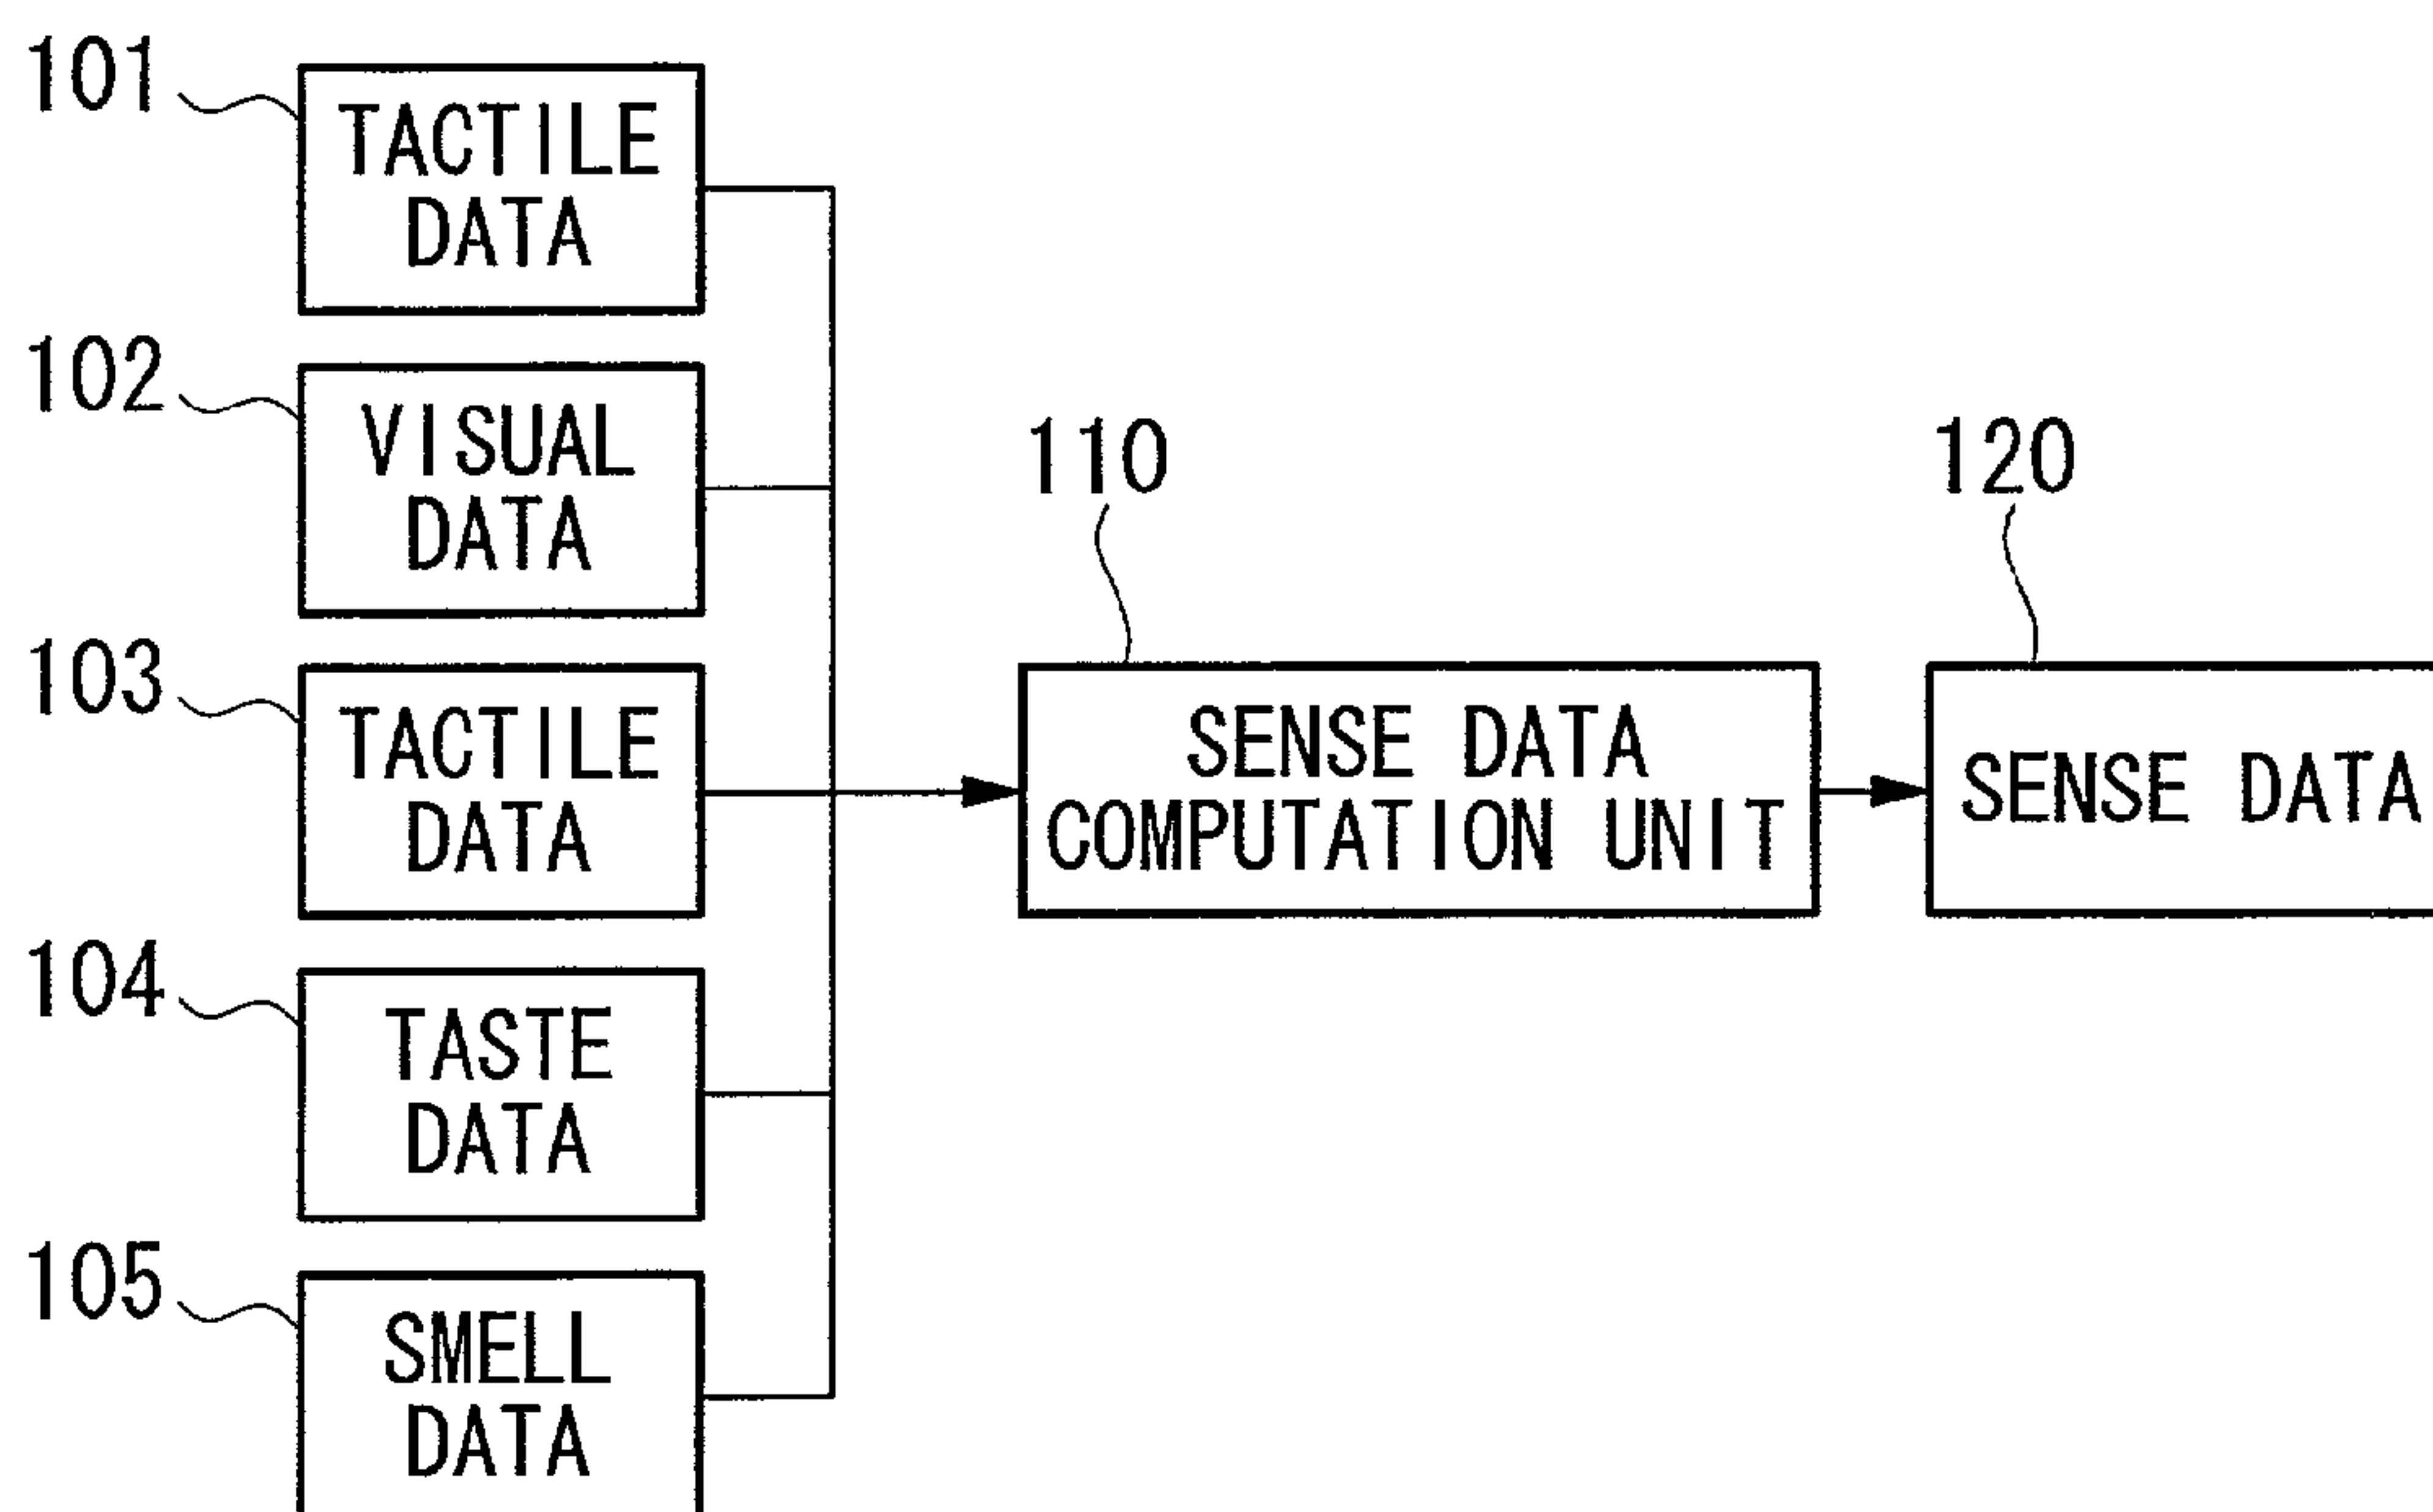 101
TACTILE
DATA
102
VISUAL
DATA
103
TACTILE
DATA
104
TASTE
DATA
105
SMELL
DATA
110
SENSE DATA
COMPUTATION UNIT
120
SENSE DATA